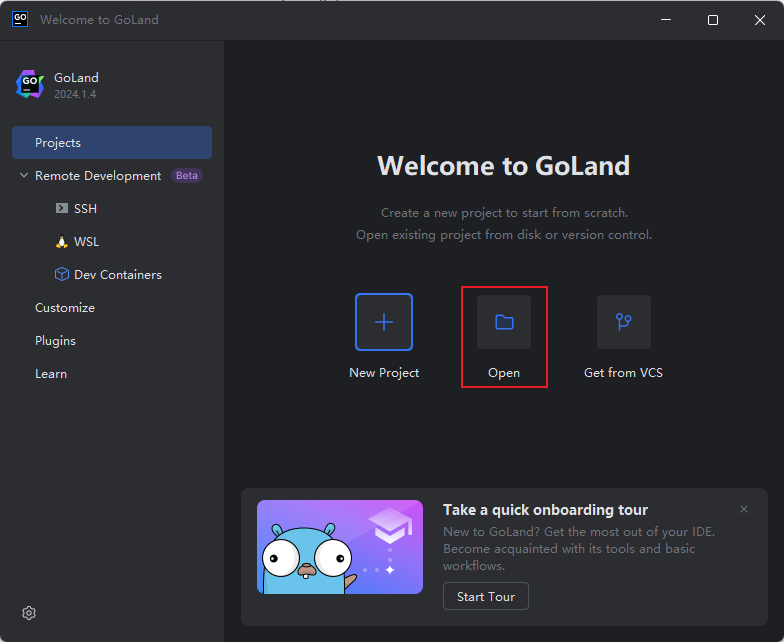 GO
Welcome to GoLand
GO
GoLand
2024.1.4
Projects
Remote Development Beta
SSH
WSL
Dev Containers
Customize
Plugins
Learn
Welcome to GoLand
Create a new project to start from scratch.
Open existing project from disk or version control.
New Project
Open
Get from VCS
Take a quick onboarding tour
New to GoLand? Get the most out of your IDE.
Become acquainted with its tools and basic
workflows.
Start Tour